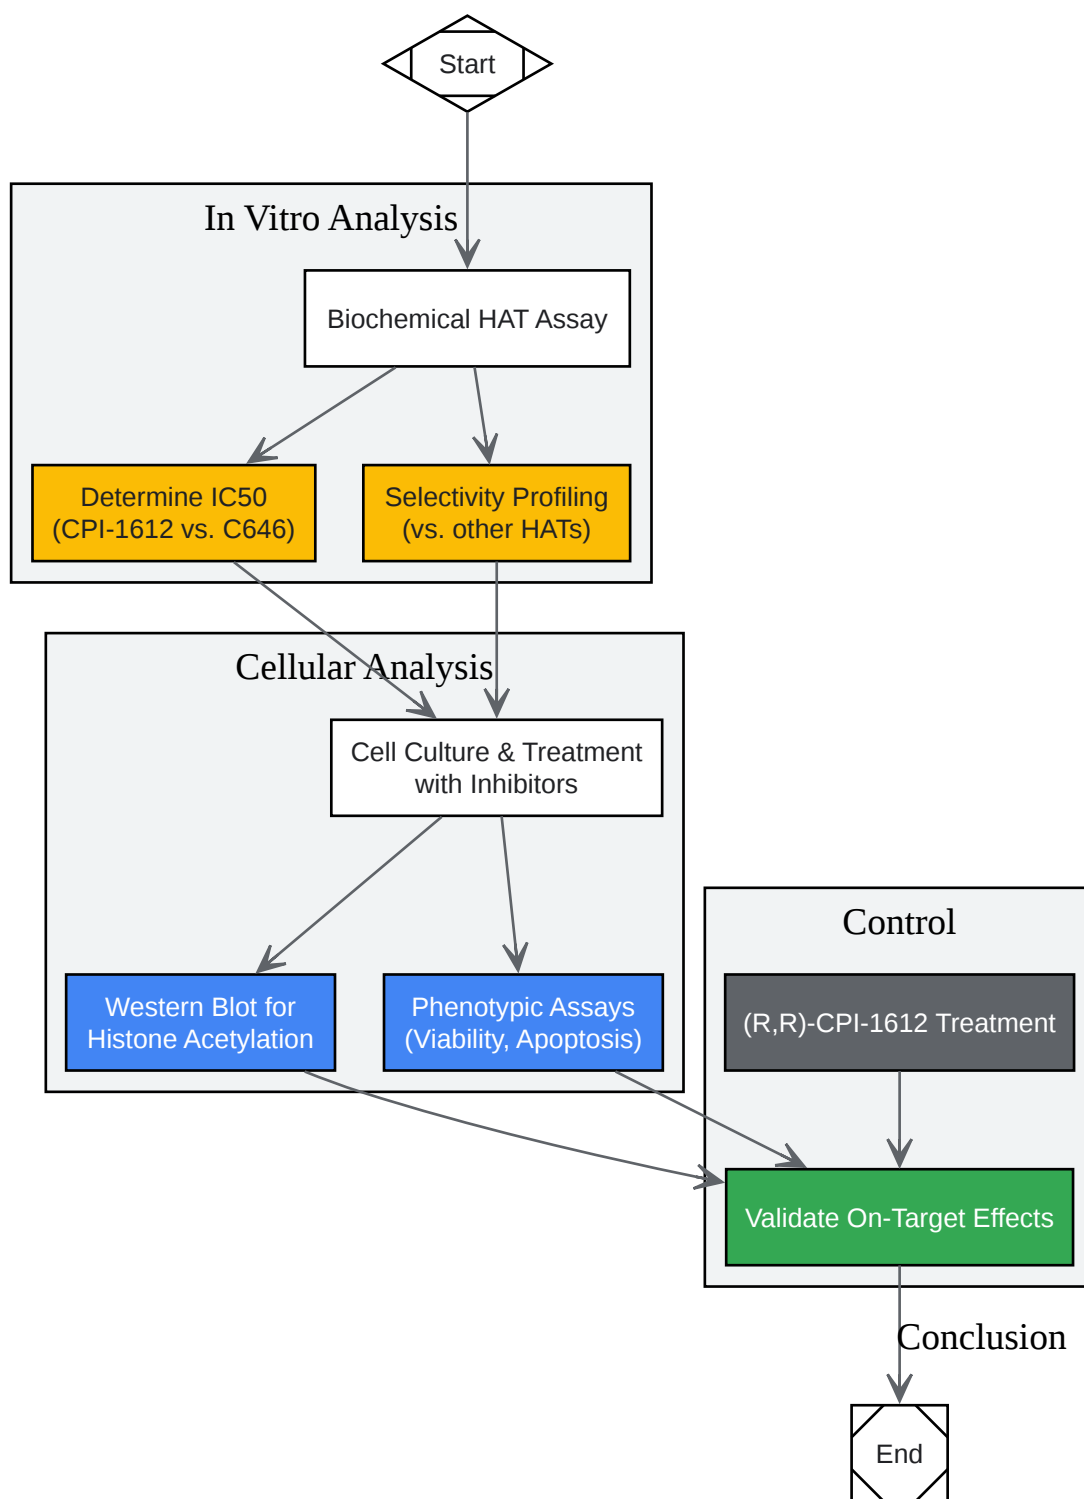 Start
In Vitro Analysis
Biochemical HAT Assay
Determine IC50
(CPI-1612 vs. C646)
Selectivity Profiling
(vs. other HATs)
Cellular Analysis
Cell Culture & Treatment
with Inhibitors
Western Blot for
Histone Acetylation
Phenotypic Assays
(Viability, Apoptosis)
Control
(R,R)-CPI-1612 Treatment
Validate On-Target Effects
Conclusion
End